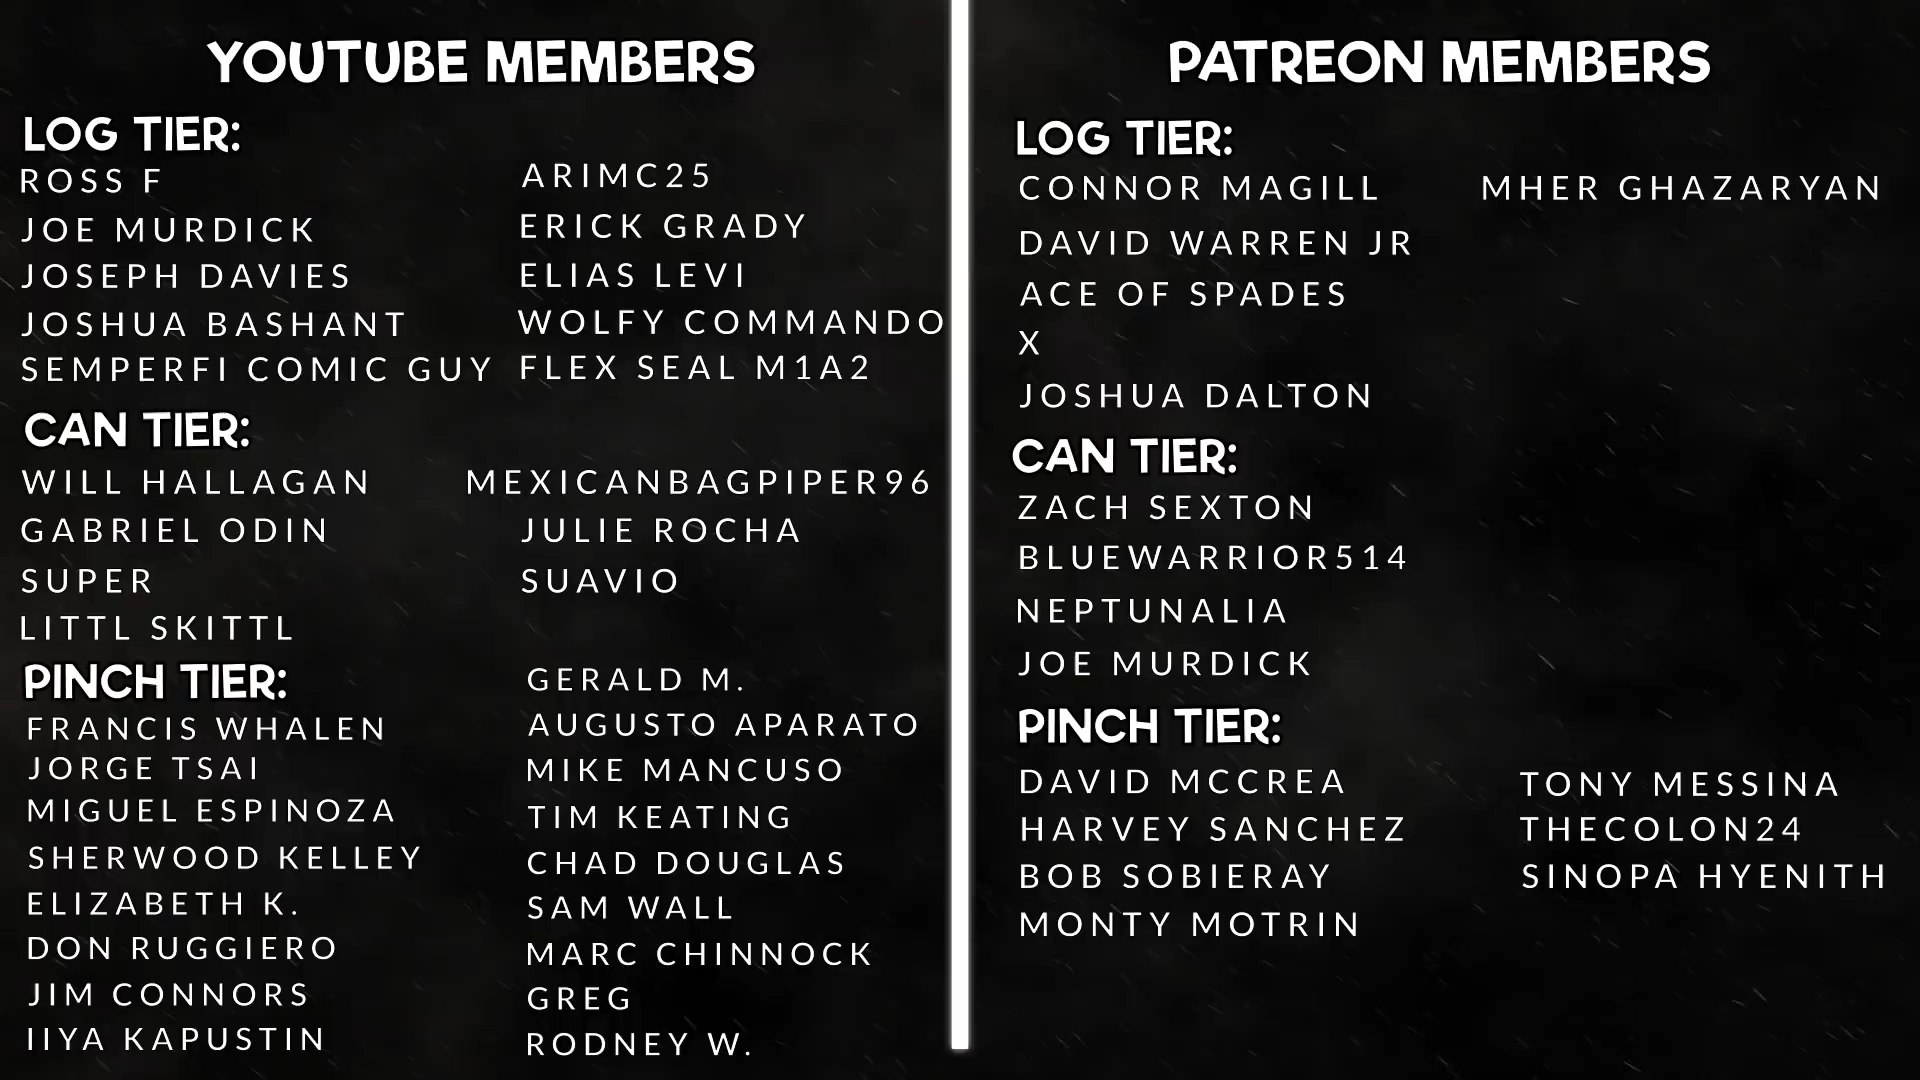 YOUTUBE MEMBERS
LOG TIER:
ROSS F
JOE MURDICK
JOSEPH DAVIES
JOSHUA BASHANT
SEMPERFI COMIC GUY
ARIMC25
ERICK GRADY
ELIAS LEVI
WOLFY COMMANDO
FLEX SEAL M1A2
CAN TIER:
WILL HALLAGAN
GABRIEL ODIN
SUPER
LITTL SKITTL
MEXICANBAGPIPER96
JULIE ROCHA
SUAVIO
PINCH TIER:
FRANCIS WHALEN
JORGE TSAI
MIGUEL ESPINOZA
SHERWOOD KELLEY
ELIZABETH K.
DON RUGGIERO
JIM CONNORS
IIYA KAPUSTIN
GERALD M.
AUGUSTO APARATO
MIKE MANCUSO
TIM KEATING
CHAD DOUGLAS
SAM WALL
MARC CHINNOCK
GREG
RODNEY W.
PATREON MEMBERS
LOG TIER:
CONNOR MAGILL
DAVID WARREN JR
ACE OF SPADES
X
JOSHUA DALTON
MHER GHAZARYAN
CAN TIER:
ZACH SEXTON
BLUEWARRIOR514
NEPTUNALIA
JOE MURDICK
PINCH TIER:
DAVID MCCREA
HARVEY SANCHEZ
BOB SOBIERAY
MONTY MOTRIN
TONY MESSINA
THECOLON24
SINOPA HYENITH